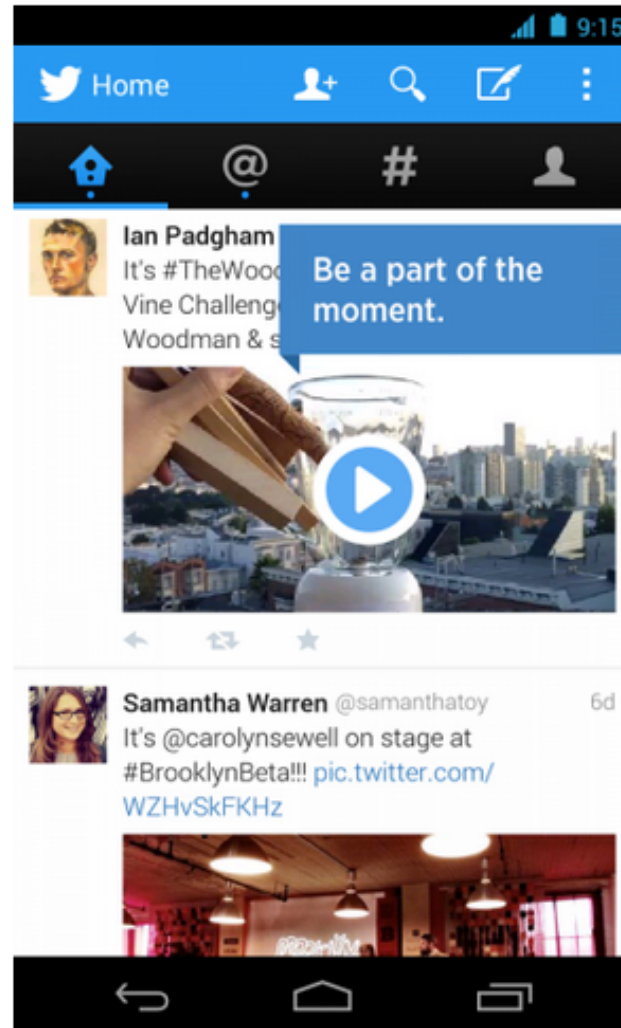 9:15
Home
@
#
Ian Padgham
It's #TheWood
Vine Challeng
Woodman & s
Be a part of the
moment.
Samantha Warren @samanthatoy 6d
It's @carolynsewell on stage at
#BrooklynBeta!!! pic.twitter.com/
WZHvSkFKHz